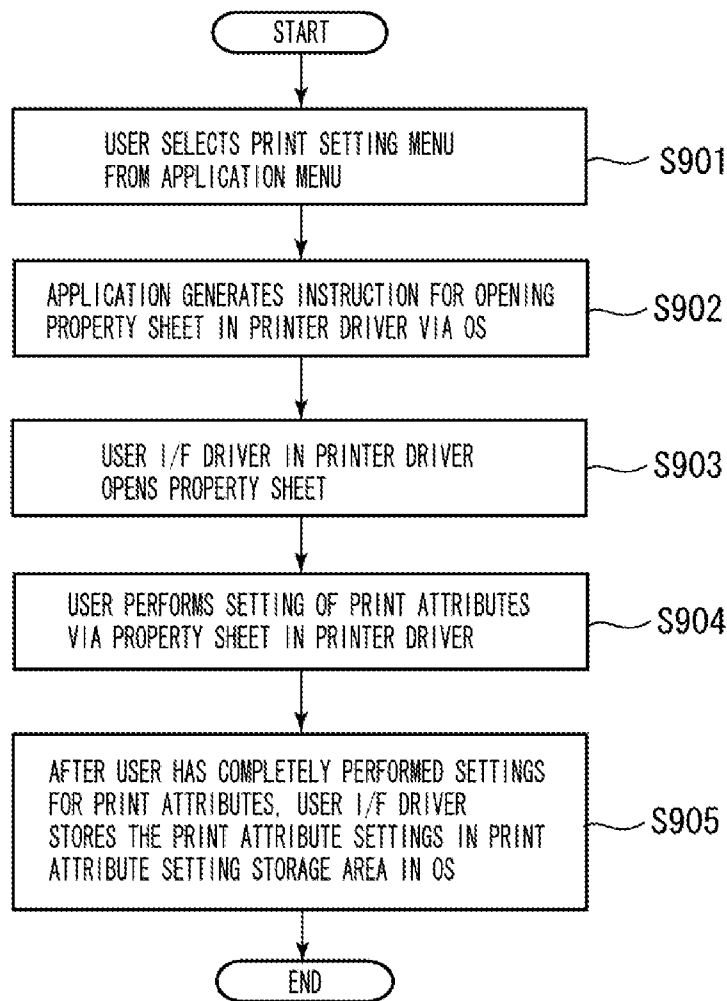 START
USER SELECTS PRINT SETTING MENU
FROM APPLICATION MENU
S901
APPLICATION GENERATES INSTRUCTION FOR OPENING
PROPERTY SHEET IN PRINTER DRIVER VIA OS
S902
USER I/F DRIVER IN PRINTER DRIVER
OPENS PROPERTY SHEET
S903
USER PERFORMS SETTING OF PRINT ATTRIBUTES
VIA PROPERTY SHEET IN PRINTER DRIVER
S904
AFTER USER HAS COMPLETELY PERFORMED SETTINGS
FOR PRINT ATTRIBUTES, USER I/F DRIVER
STORES THE PRINT ATTRIBUTE SETTINGS IN PRINT
ATTRIBUTE SETTING STORAGE AREA IN OS
S905
END